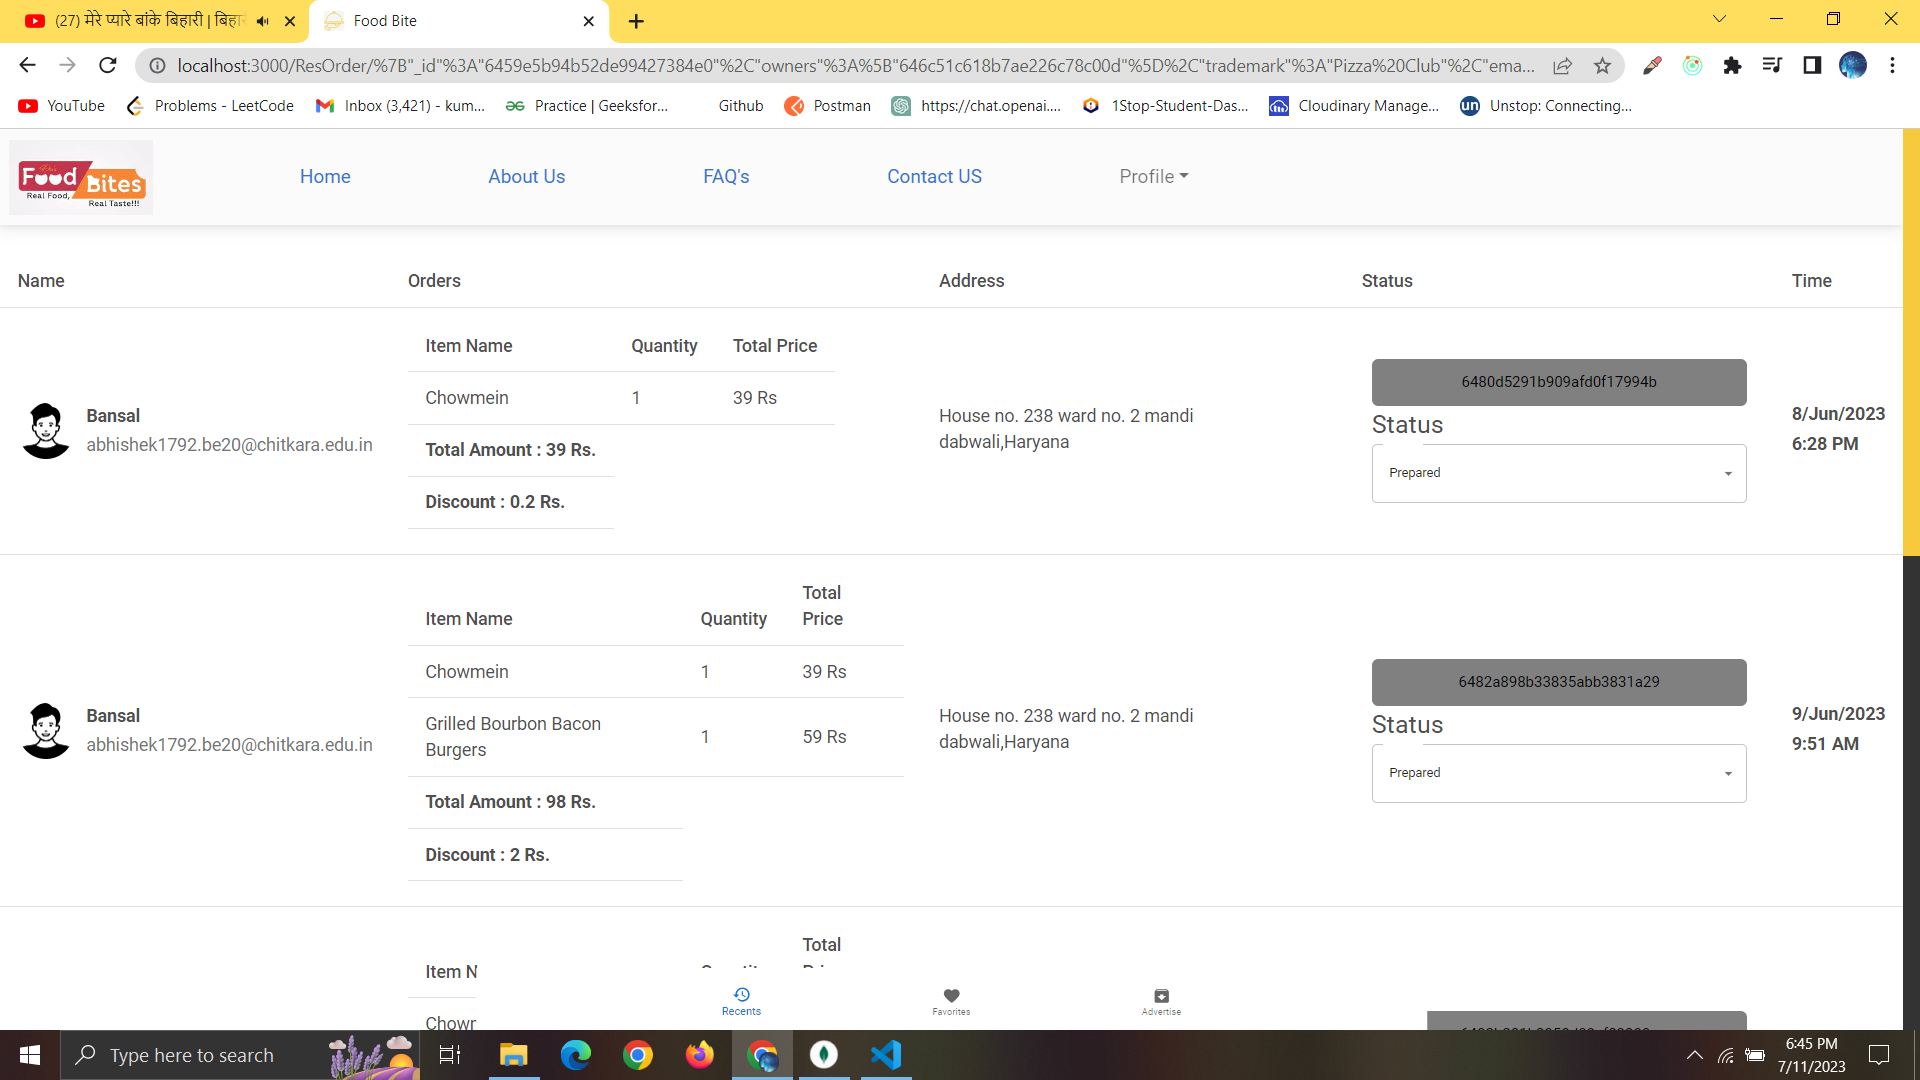 (27) मेरे प्यारे बांके बिहारी | बिहारी
Food Bite
localhost:3000/ResOrder/%7B"_id"%3A"6459e5b94b52de99427384e0"%2C"owners"%3A%5B"646c51c618b7ae226c78c00d"%5D%2C"trademark"%3A"Pizza%20Club"%2C"ema...
YouTube
Problems - LeetCode
Inbox (3,421) - kum...
Practice | Geeksfor...
Github
Postman
https://chat.openai....
1Stop-Student-Das...
Cloudinary Manage...
Unstop: Connecting...
Food Bites
Real Food,
Real Taste!!!
Home
About Us
FAQ's
Contact US
Profile
Name
Orders
Address
Status
Time
Item Name
Quantity
Total Price
Chowmein
1
39 Rs
Total Amount : 39 Rs.
Discount : 0.2 Rs.
Bansal
abhishek1792.be20@chitkara.edu.in
House no. 238 ward no. 2 mandi
dabwali,Haryana
6480d5291b909afd0f17994b
Status
Prepared
8/Jun/2023
6:28 PM
Item Name
Quantity
Total
Price
Chowmein
1
39 Rs
Grilled Bourbon Bacon
Burgers
1
59 Rs
Total Amount : 98 Rs.
Discount : 2 Rs.
Bansal
abhishek1792.be20@chitkara.edu.in
House no. 238 ward no. 2 mandi
dabwali,Haryana
6482a898b33835abb3831a29
Status
Prepared
9/Jun/2023
9:51 AM
Total
Item N
Chowr
Recents
Favorites
Advertise
Type here to search
6:45 PM
7/11/2023